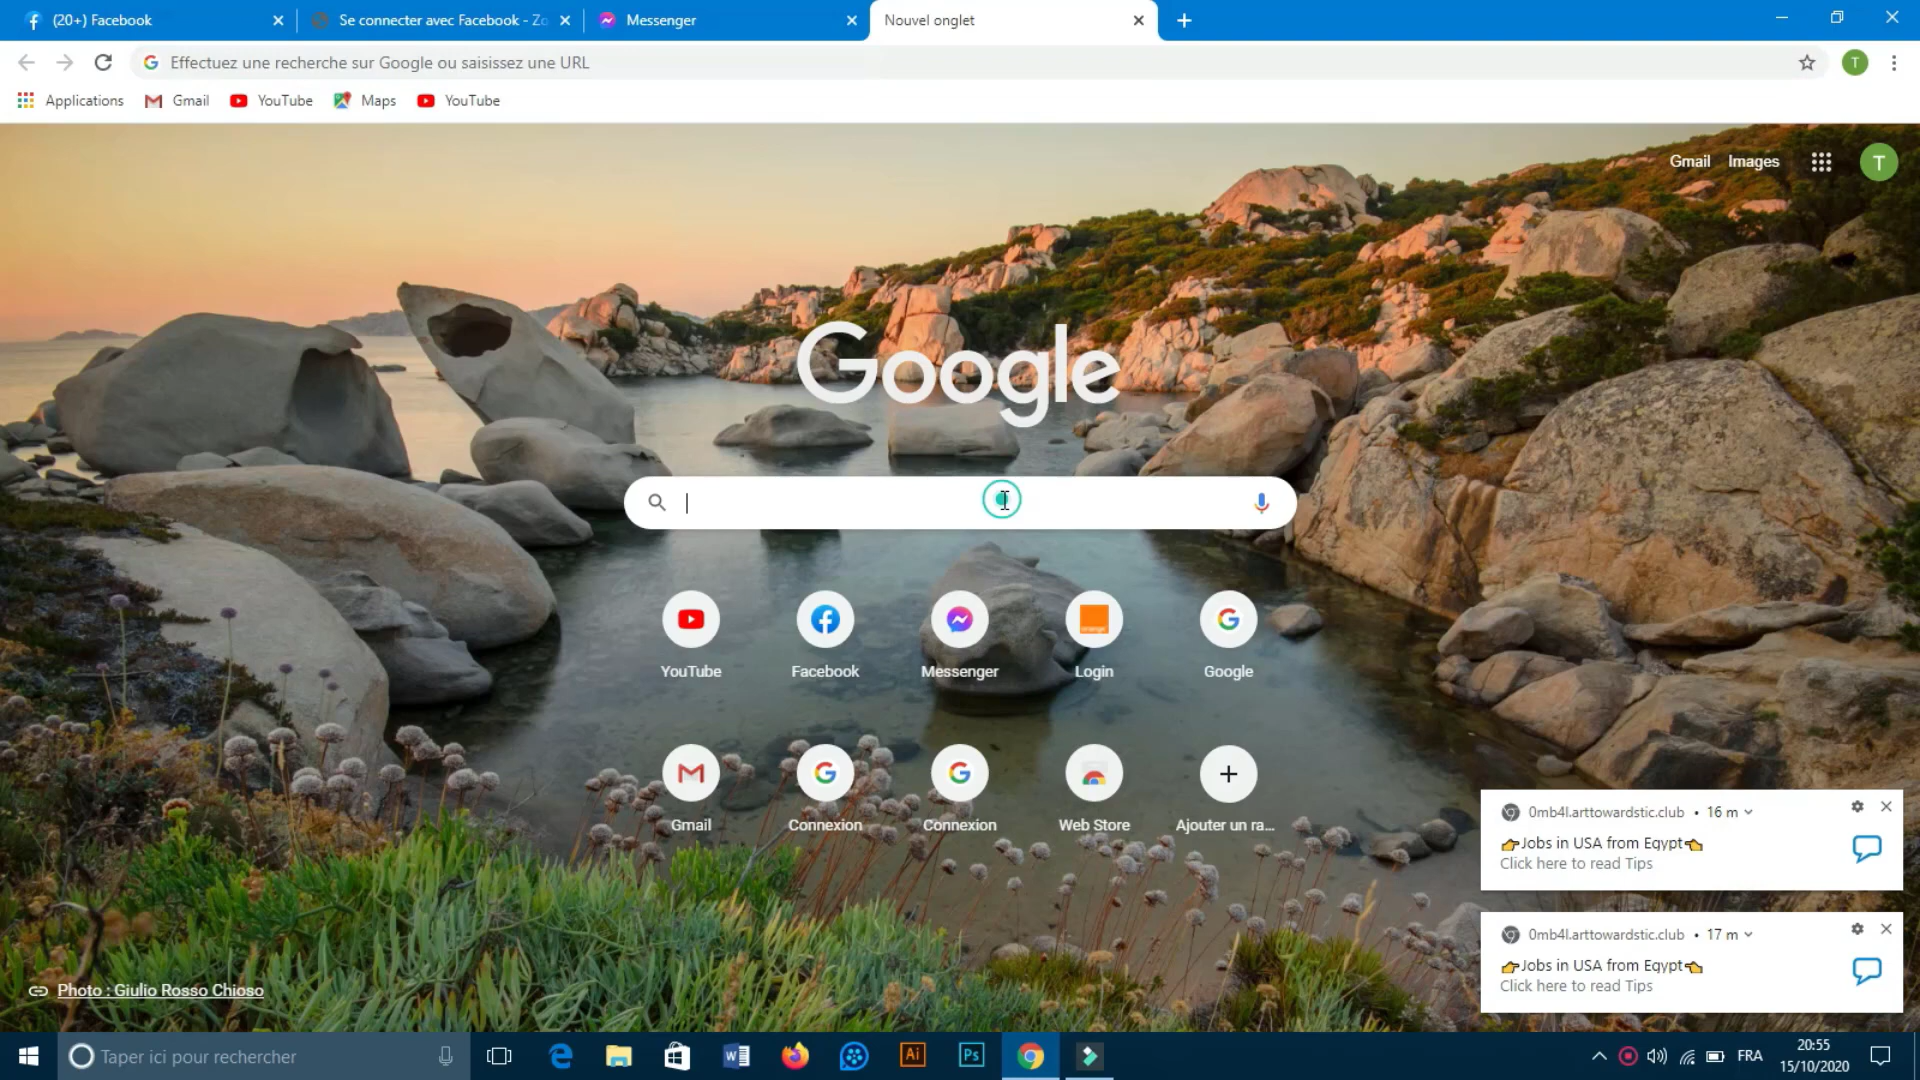 (20+) Facebook
Se connecter avec Facebook - Zo
Messenger
Nouvel onglet
Effectuez une recherche sur Google ou saisissez une URL
T
Applications
Gmail
YouTube
Maps
YouTube
Gmail
Images
T
Google
YouTube
Facebook
Messenger
orange
Login
Google
Gmail
Connexion
Connexion
Web Store
Ajouter un ra...
0mb4l.arttowardstic.club • 16 m
👉Jobs in USA from Egypt👈
Click here to read Tips
0mb4l.arttowardstic.club • 17 m
👉Jobs in USA from Egypt👈
Click here to read Tips
Photo : Giulio Rosso Chioso
Taper ici pour rechercher
Ai
Ps
FRA
20:55
15/10/2020